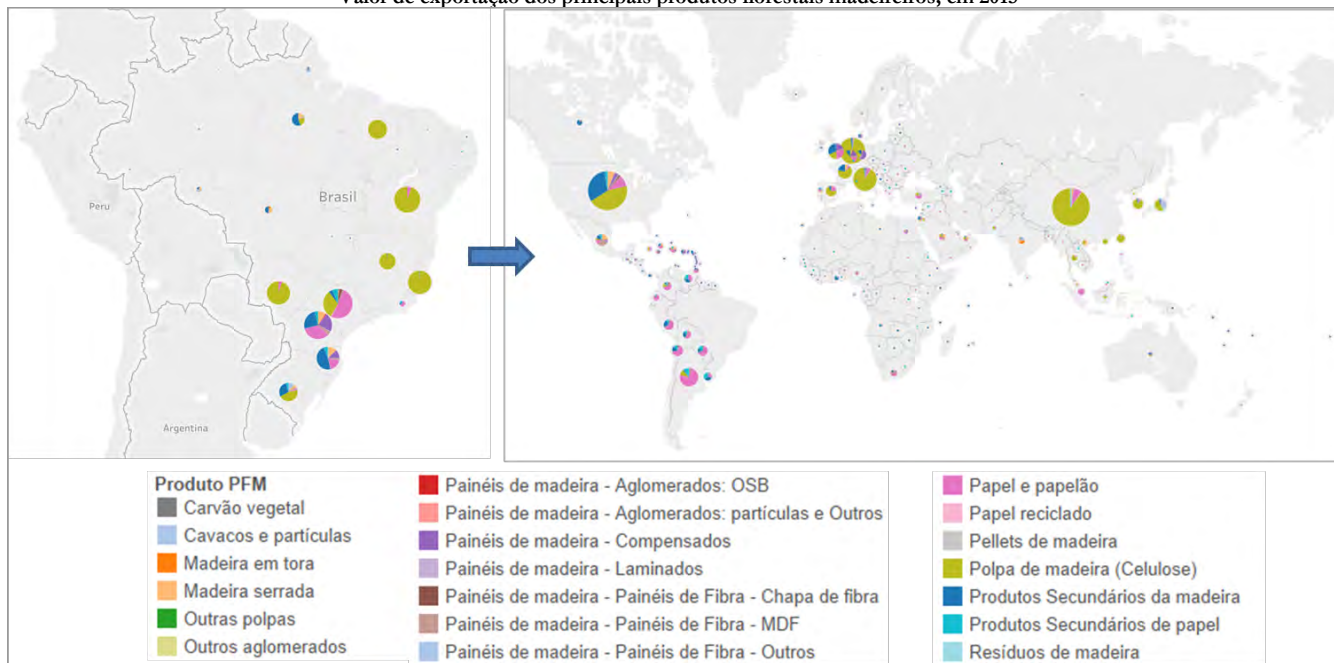 Valor de exportação dos principais produtos florestais madeireiros, em 2015
Brasil
Peru
Argentina
Produto PFM
Carvão vegetal
Cavacos e partículas
Madeira em tora
Madeira serrada
Outras polpas
Outros aglomerados
Painéis de madeira - Aglomerados: OSB
Painéis de madeira - Aglomerados: partículas e Outros
Painéis de madeira - Compensados
Painéis de madeira - Laminados
Painéis de madeira - Painéis de Fibra - Chapa de fibra
Painéis de madeira - Painéis de Fibra - MDF
Painéis de madeira - Painéis de Fibra - Outros
Papel e papelão
Papel reciclado
Pellets de madeira
Polpa de madeira (Celulose)
Produtos Secundários da madeira
Produtos Secundários de papel
Resíduos de madeira